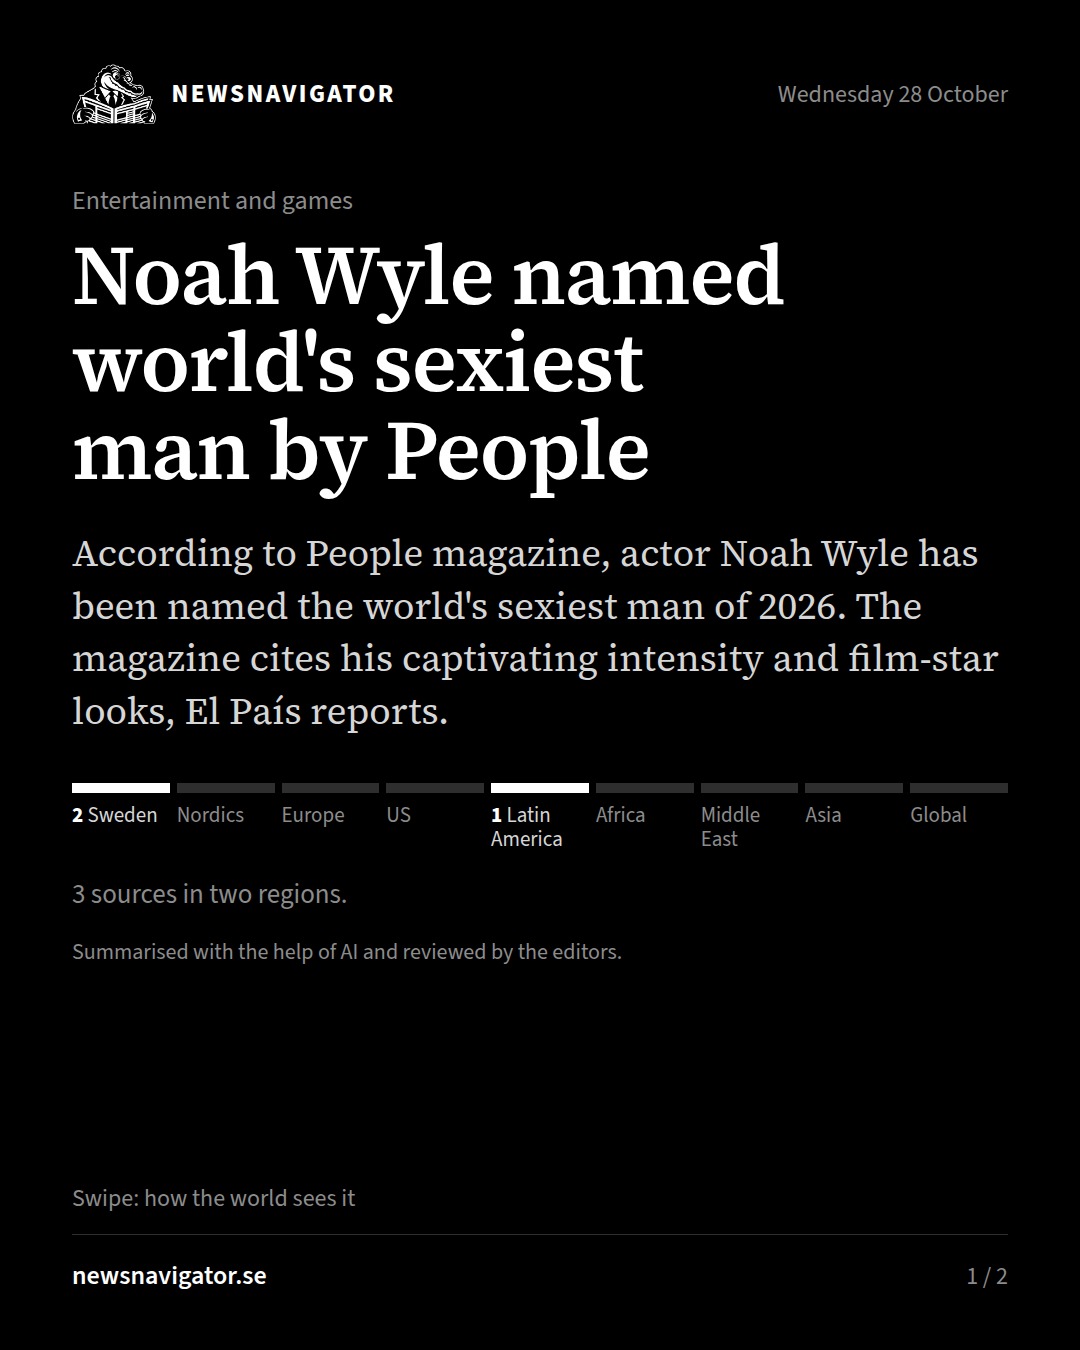 NEWSNAVIGATOR
Wednesday 28 October
Entertainment and games
Noah Wyle named
world's sexiest
man by People
According to People magazine, actor Noah Wyle has
been named the world's sexiest man of 2026. The
magazine cites his captivating intensity and film-star
looks, El País reports.
2 Sweden
Nordics
Europe
US
1 Latin
America
Africa
Middle
East
Asia
Global
3 sources in two regions.
Summarised with the help of AI and reviewed by the editors.
Swipe: how the world sees it
newsnavigator.se
1 / 2